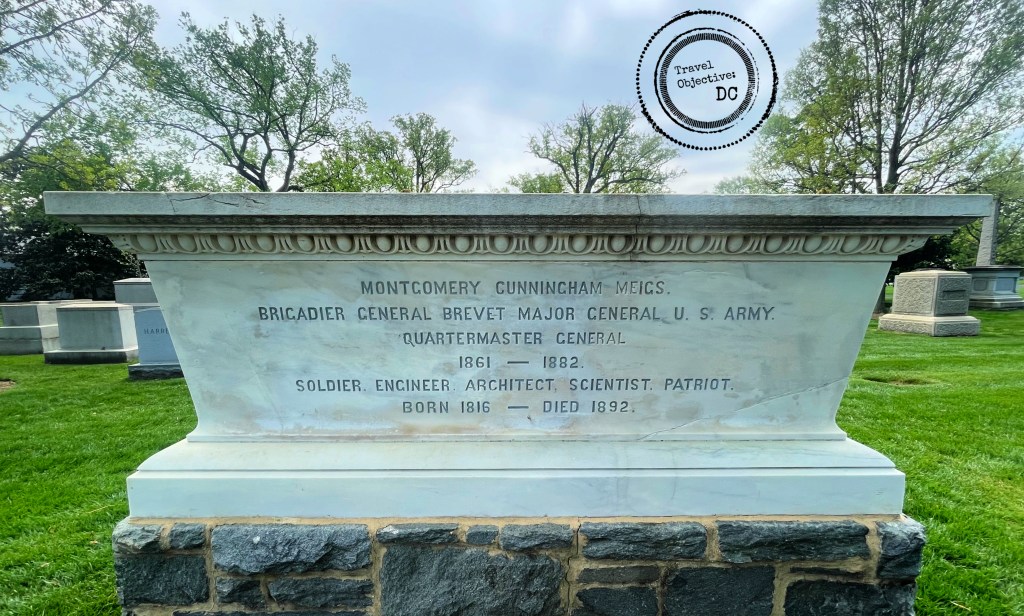 Travel
Objective:
DC
MONTGOMERY CUNNINGHAM MEIGS.
BRIGADIER GENERAL BREVET MAJOR GENERAL U. S. ARMY.
QUARTERMASTER GENERAL
1861 — 1882.
SOLDIER, ENGINEER, ARCHITECT, SCIENTIST, PATRIOT.
BORN 1816 — DIED 1892.